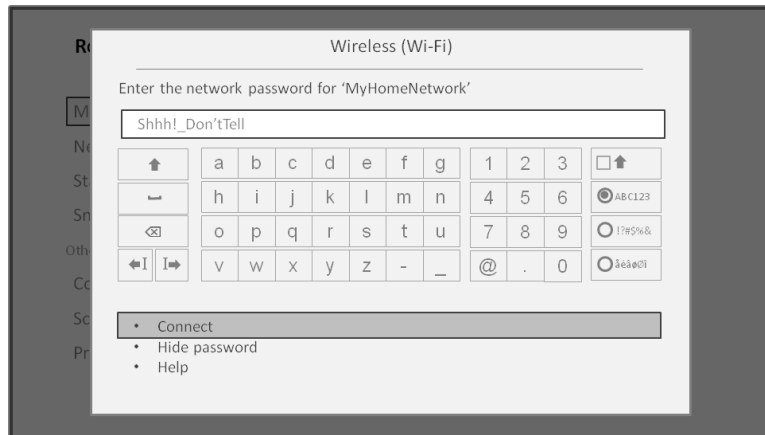 Wireless (Wi-Fi)
Enter the network password for ‘MyHomeNetwork’
Shhh!_Don’tTell
a b c d e f g 1 2 3
h i j k l m n 4 5 6 ABC123
o p q r s t u 7 8 9 !?#$%&
I I v w x y z - _ @ . 0 åéâøØî
• Connect
• Hide password
• Help